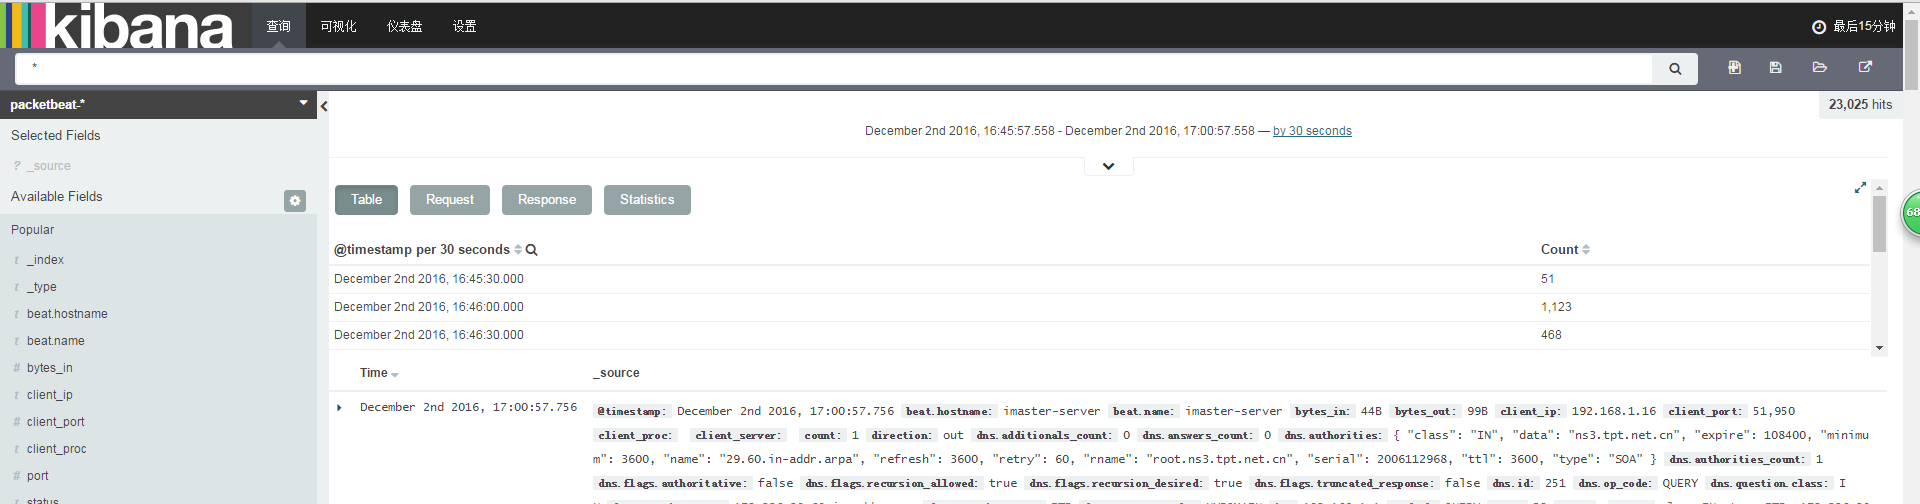 kibana 查询 可视化 仪表盘 设置 最后15分钟
*
packetbeat-*
23,025 hits
Selected Fields
December 2nd 2016, 16:45:57.558 - December 2nd 2016, 17:00:57.558 — by 30 seconds
? _source
Available Fields
Table Request Response Statistics
68
Popular
t _index
@timestamp per 30 seconds Count
t _type
December 2nd 2016, 16:45:30.000 51
t beat.hostname
December 2nd 2016, 16:46:00.000 1,123
t beat.name
December 2nd 2016, 16:46:30.000 468
# bytes_in
Time _source
t client_ip
December 2nd 2016, 17:00:57.756 @timestamp: December 2nd 2016, 17:00:57.756 beat.hostname: imaster-server beat.name: imaster-server bytes_in: 44B bytes_out: 99B client_ip: 192.168.1.16 client_port: 51,950
# client_port
client_proc: client_server: count: 1 direction: out dns.additionals_count: 0 dns.answers_count: 0 dns.authorities: { "class": "IN", "data": "ns3.tpt.net.cn", "expire": 108400, "minimu
t client_proc
m": 3600, "name": "29.60.in-addr.arpa", "refresh": 3600, "retry": 60, "rname": "root.ns3.tpt.net.cn", "serial": 2006112968, "ttl": 3600, "type": "SOA" } dns.authorities_count: 1
# port
dns.flags.authoritative: false dns.flags.recursion_allowed: true dns.flags.recursion_desired: true dns.flags.truncated_response: false dns.id: 251 dns.op_code: QUERY dns.question.class: I
status